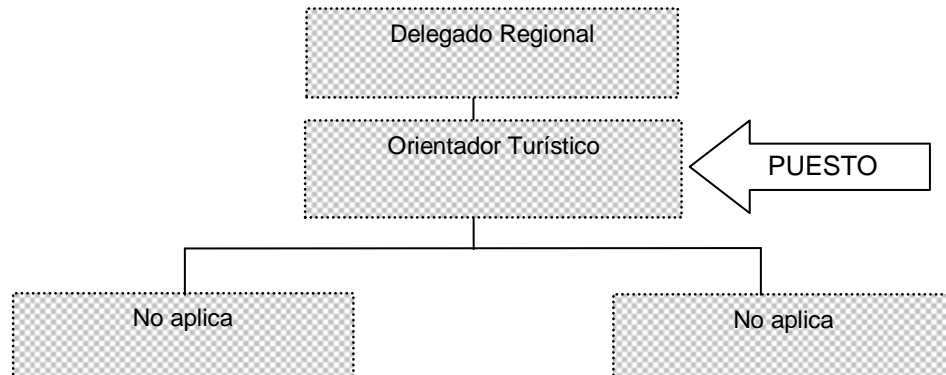 Delegado Regional
Orientador Turístico
PUESTO
No aplica
No aplica